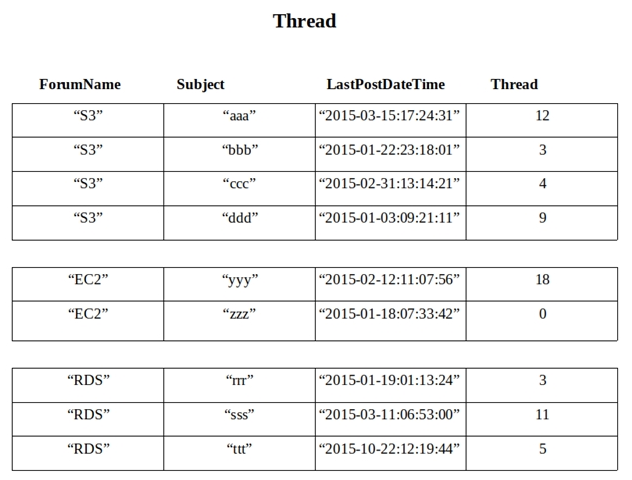 Thread
ForumName Subject LastPostDateTime Thread
“S3” “aaa” “2015-03-15:17:24:31” 12
“S3” “bbb” “2015-01-22:23:18:01” 3
“S3” “ccc” “2015-02-31:13:14:21” 4
“S3” “ddd” “2015-01-03:09:21:11” 9
“EC2” “yyy” “2015-02-12:11:07:56” 18
“EC2” “zzz” “2015-01-18:07:33:42” 0
“RDS” “rrr” “2015-01-19:01:13:24” 3
“RDS” “sss” “2015-03-11:06:53:00” 11
“RDS” “ttt” “2015-10-22:12:19:44” 5